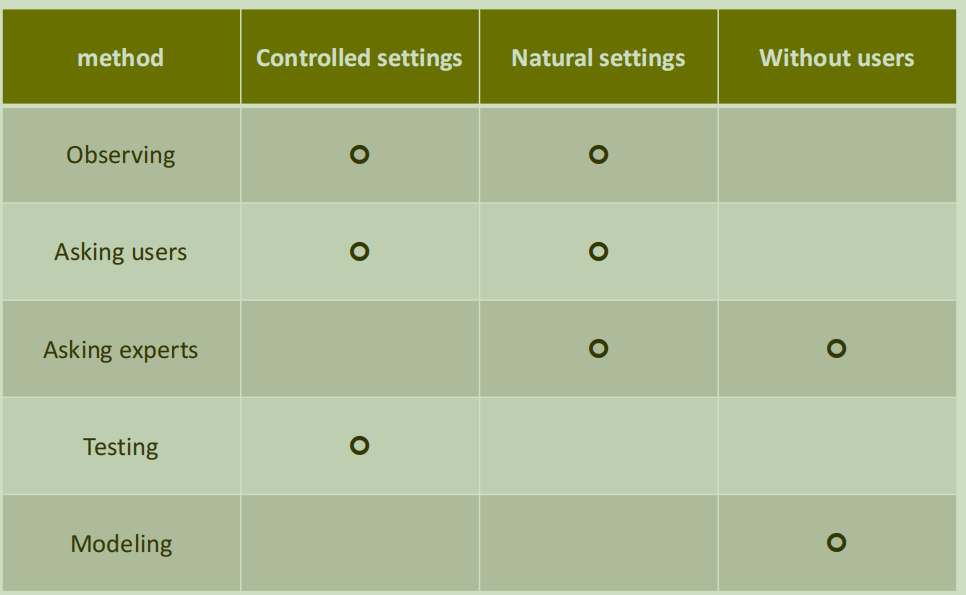 method Controlled settings Natural settings Without users
Observing O O
Asking users O O
Asking experts O O
Testing O
Modeling O